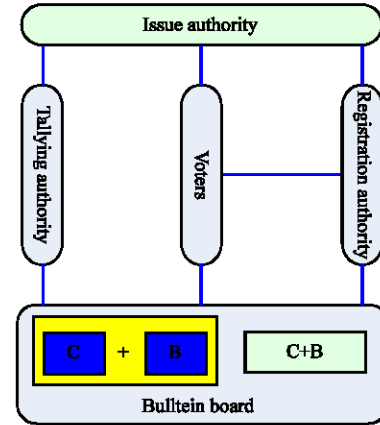 Issue authority
Tallying authority
Voters
Registration authority
C + B
C+B
Bulltein board